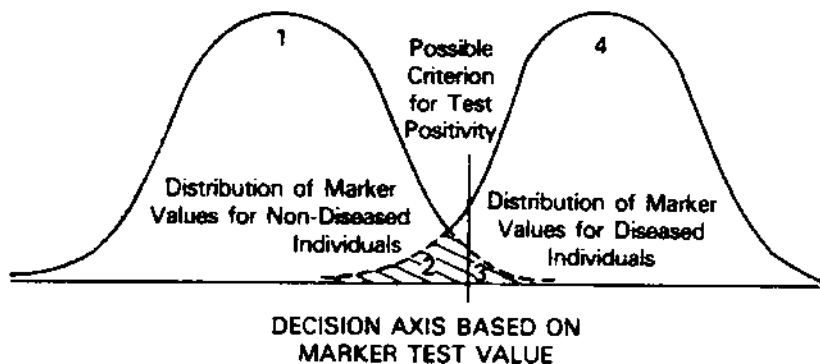 1
4
Possible
Criterion
for Test
Positivity
Distribution of Marker
Values for Non-Diseased
Individuals
Distribution of Marker
Values for Diseased
Individuals
2
3
DECISION AXIS BASED ON
MARKER TEST VALUE